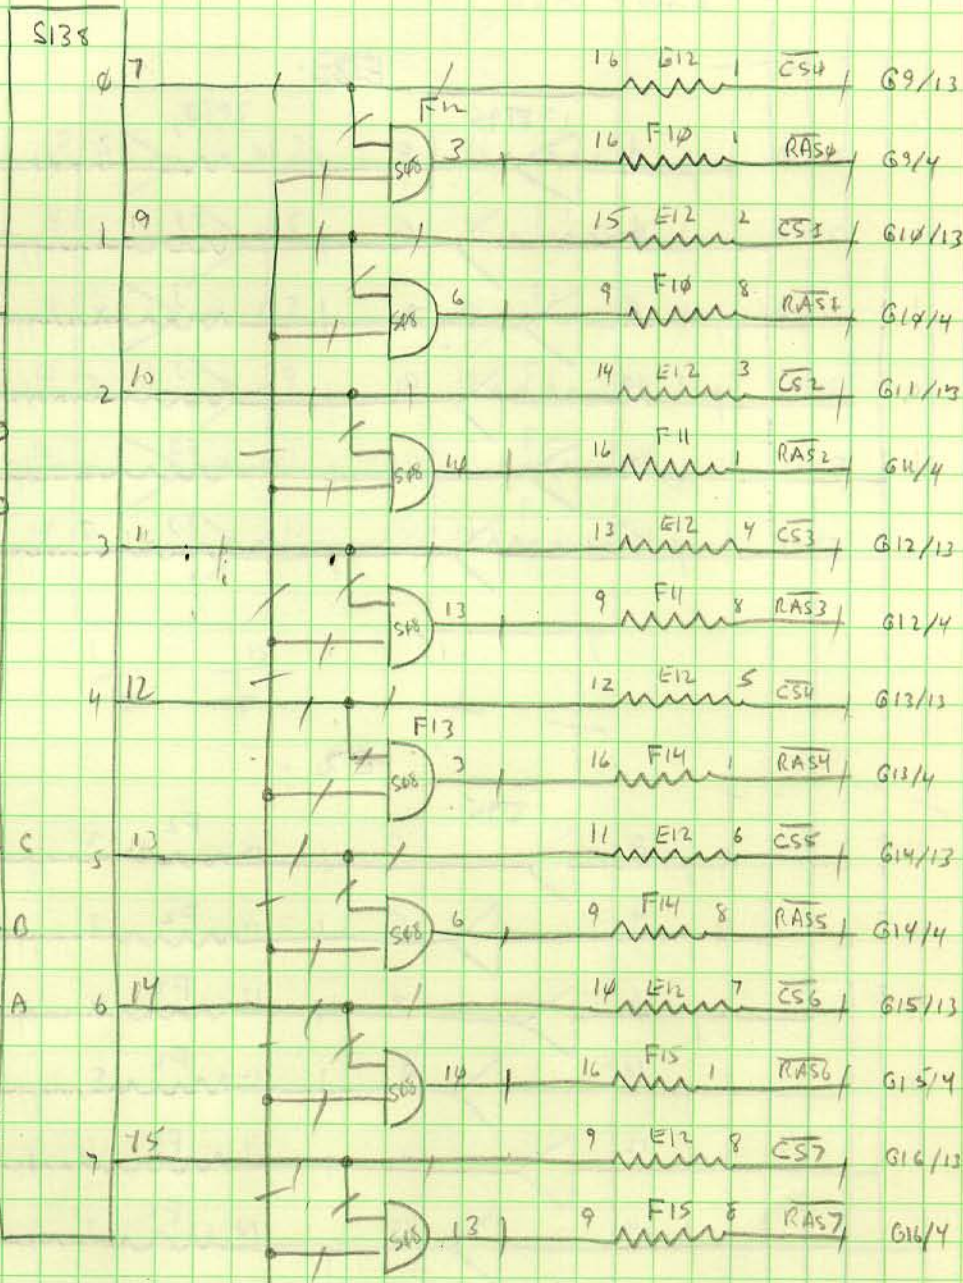 S138
0 7 16 E12 1 CS0 G9/13
F12
S08 3 16 F10 1 RAS0 G9/4
1 9 15 E12 2 CS1 G10/13
S08 6 9 F10 8 RAS1 G10/4
2 10 14 E12 3 CS2 G11/13
S08 10 16 F11 1 RAS2 G11/4
3 11 13 E12 4 CS3 G12/13
S08 13 9 F11 8 RAS3 G12/4
4 12 12 E12 5 CS4 G13/13
F13
S08 3 16 F14 1 RAS4 G13/4
C 5 13 11 E12 6 CS5 G14/13
B S08 6 9 F14 8 RAS5 G14/4
A 6 14 10 E12 7 CS6 G15/13
S08 10 16 F15 1 RAS6 G15/4
7 15 9 E12 8 CS7 G16/13
S08 13 9 F15 8 RAS7 G16/4